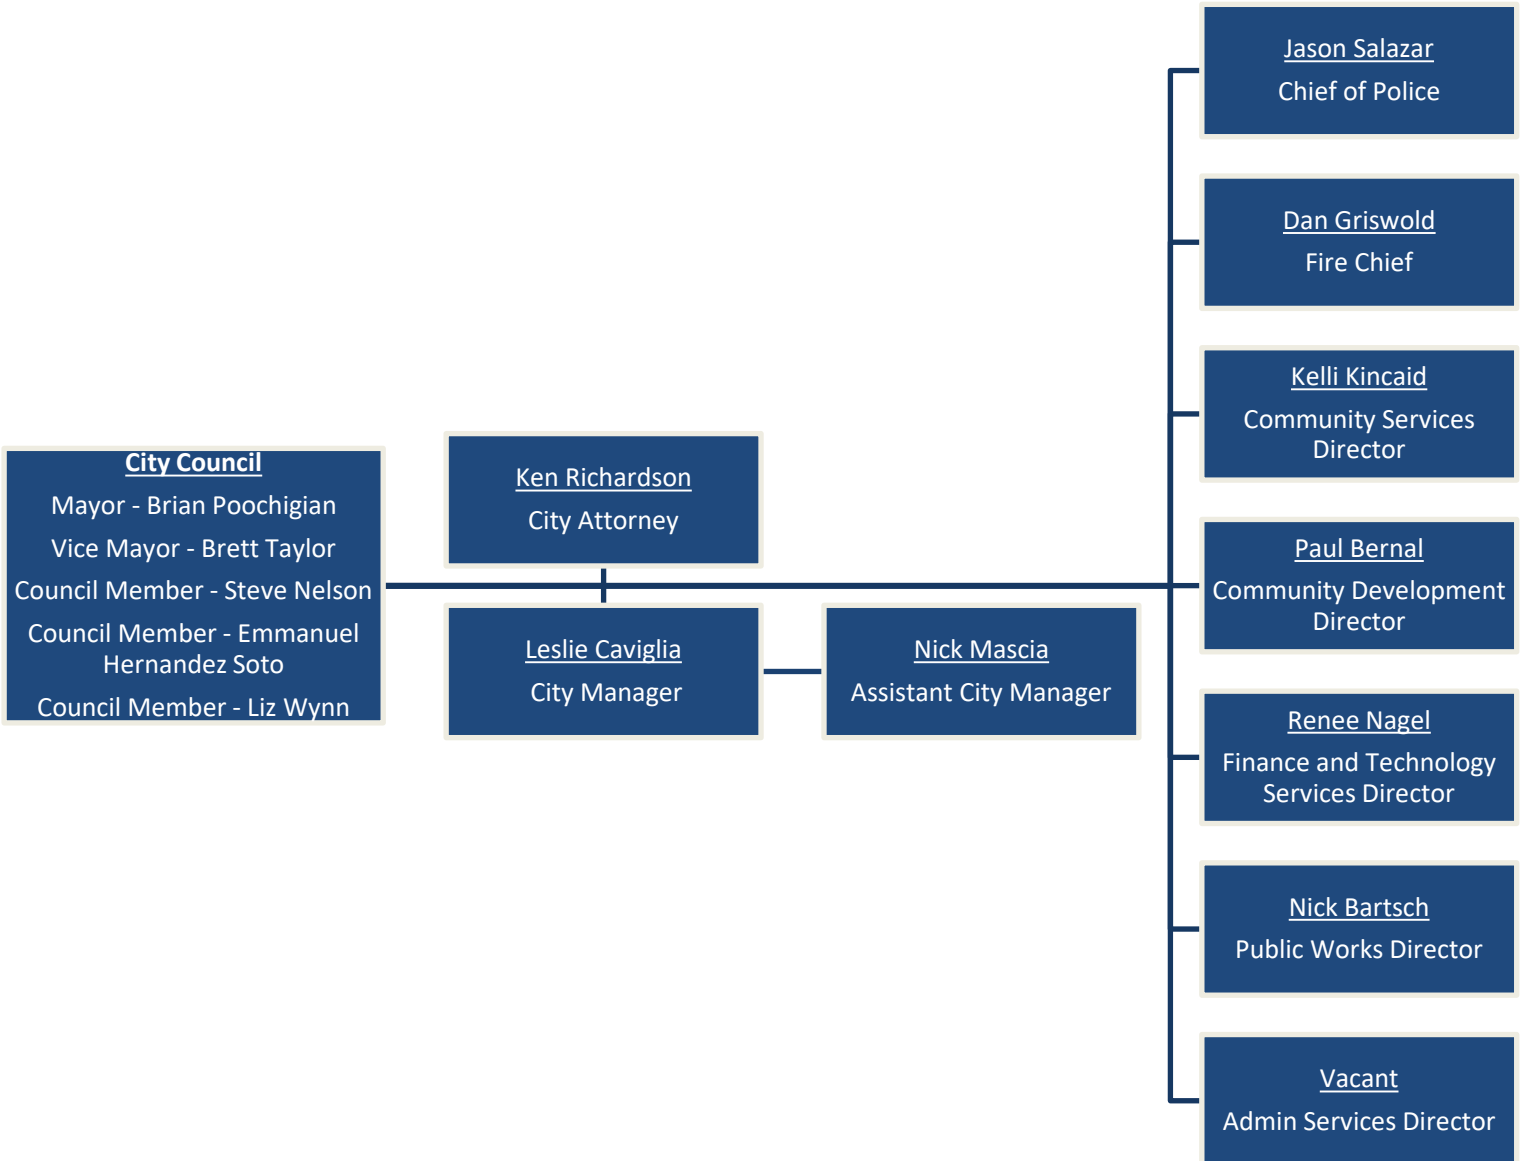 City Council
Mayor - Brian Poochigian
Vice Mayor - Brett Taylor
Council Member - Steve Nelson
Council Member - Emmanuel
Hernandez Soto
Council Member - Liz Wynn
Ken Richardson
City Attorney
Leslie Caviglia
City Manager
Nick Mascia
Assistant City Manager
Jason Salazar
Chief of Police
Dan Griswold
Fire Chief
Kelli Kincaid
Community Services
Director
Paul Bernal
Community Development
Director
Renee Nagel
Finance and Technology
Services Director
Nick Bartsch
Public Works Director
Vacant
Admin Services Director